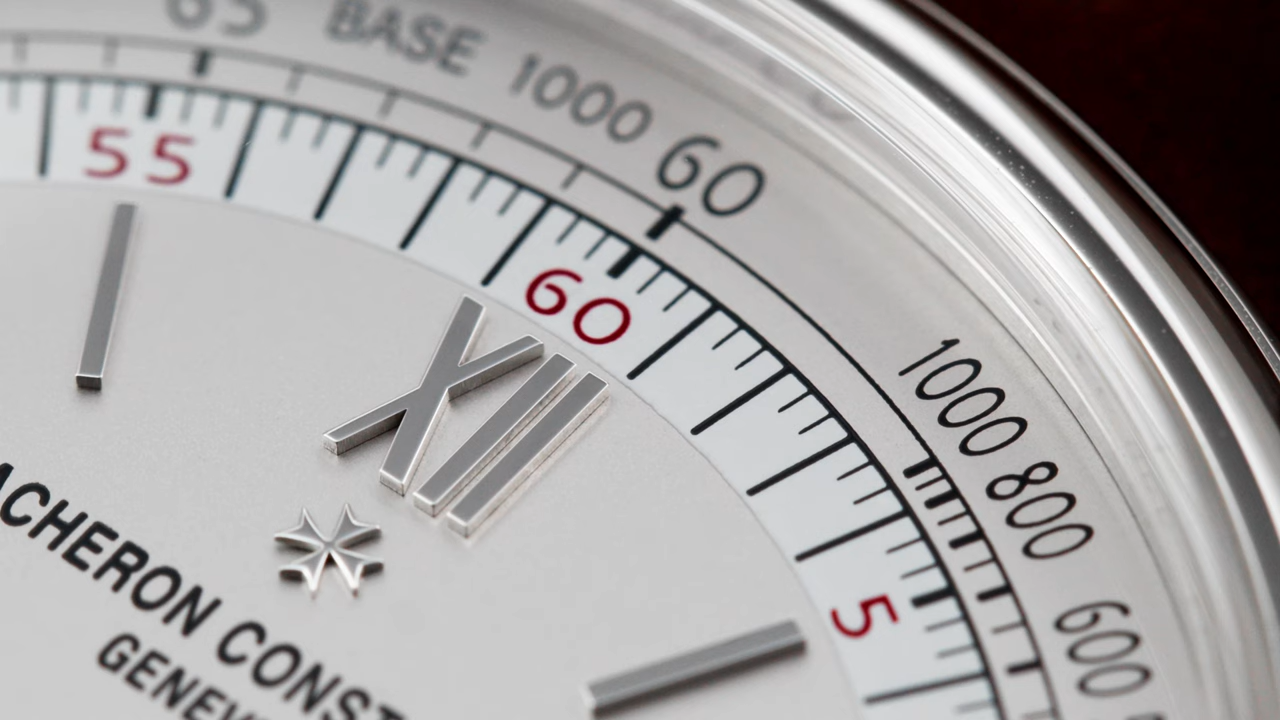 65 BASE 1000 60 1000 800 600
55 60 5
XII
ACHERON CONST
GENEV